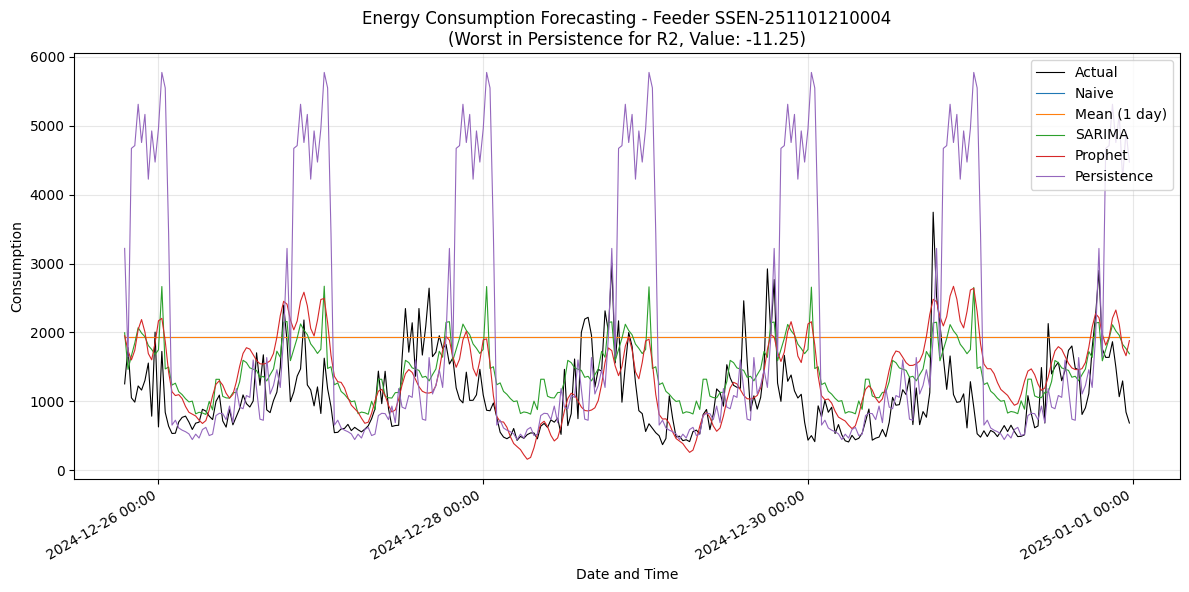 Energy Consumption Forecasting - Feeder SSEN-251101210004
(Worst in Persistence for R2, Value: -11.25)
Consumption
6000
5000
4000
3000
2000
1000
0
Actual
Naive
Mean (1 day)
SARIMA
Prophet
Persistence
2024-12-26 00:00
2024-12-28 00:00
2024-12-30 00:00
2025-01-01 00:00
Date and Time